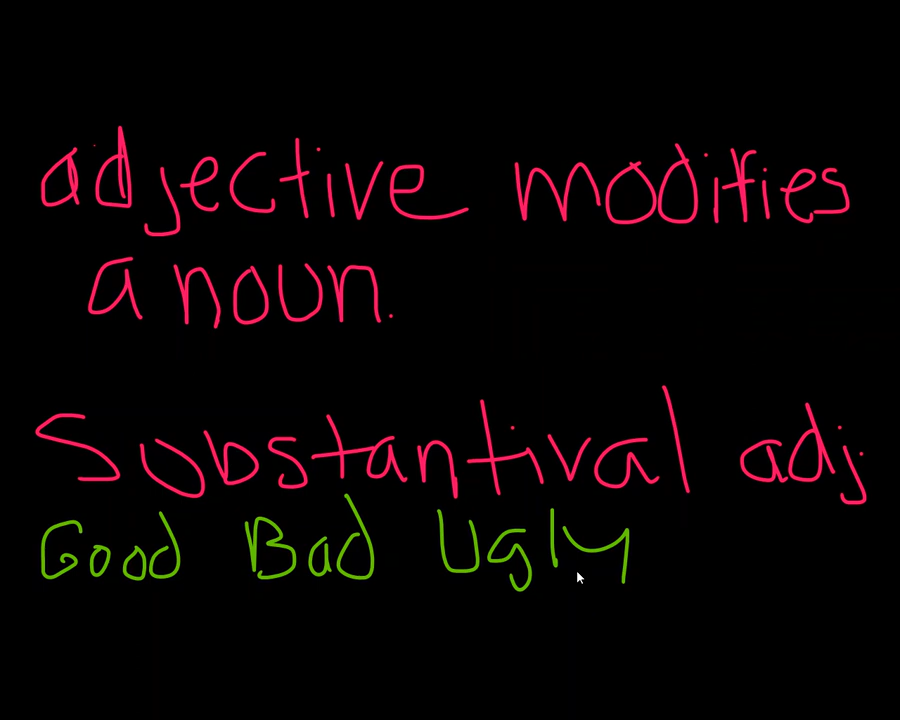 adjective modifies
a noun.
Substantival adj
Good Bad Ugly